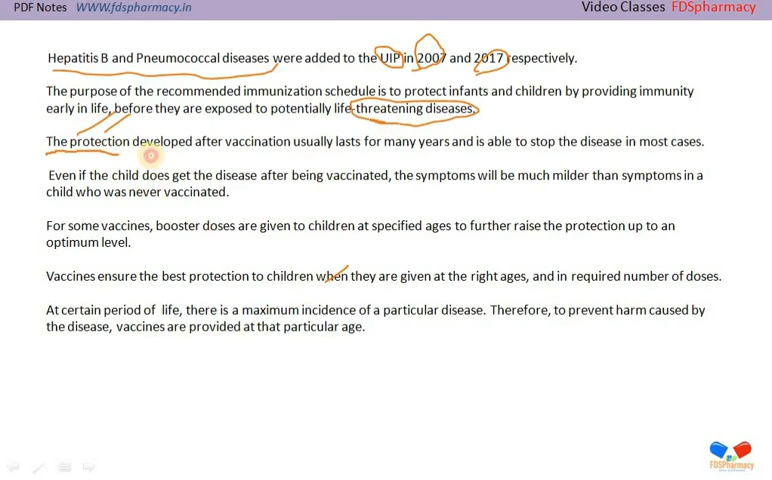 PDF Notes WWW.fdspharmacy.in
Video Classes FDSpharmacy
Hepatitis B and Pneumococcal diseases were added to the UIP in 2007 and 2017 respectively.
The purpose of the recommended immunization schedule is to protect infants and children by providing immunity
early in life, before they are exposed to potentially life-threatening diseases.
The protection developed after vaccination usually lasts for many years and is able to stop the disease in most cases.
Even if the child does get the disease after being vaccinated, the symptoms will be much milder than symptoms in a
child who was never vaccinated.
For some vaccines, booster doses are given to children at specified ages to further raise the protection up to an
optimum level.
Vaccines ensure the best protection to children when they are given at the right ages, and in required number of doses.
At certain period of life, there is a maximum incidence of a particular disease. Therefore, to prevent harm caused by
the disease, vaccines are provided at that particular age.
FDSPharmacy